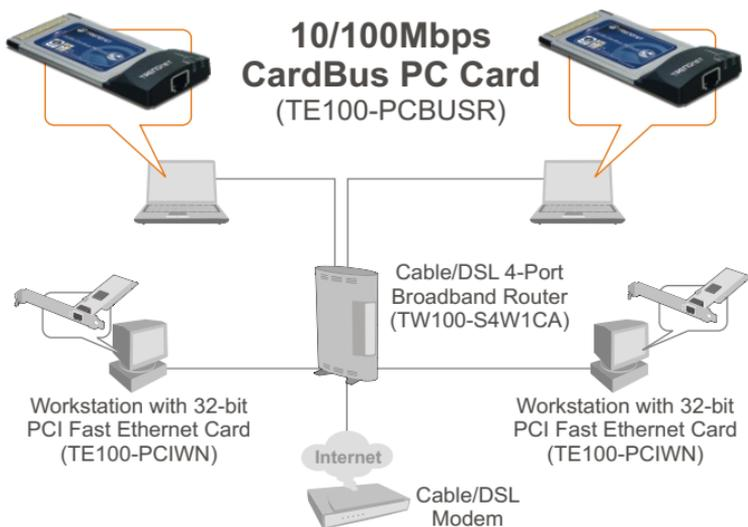 10/100Mbps
CardBus PC Card
(TE100-PCBUSR)
TRENDNET
TRENDNET
Cable/DSL 4-Port
Broadband Router
(TW100-S4W1CA)
Workstation with 32-bit
PCI Fast Ethernet Card
(TE100-PCIWN)
Workstation with 32-bit
PCI Fast Ethernet Card
(TE100-PCIWN)
Internet
Cable/DSL
Modem